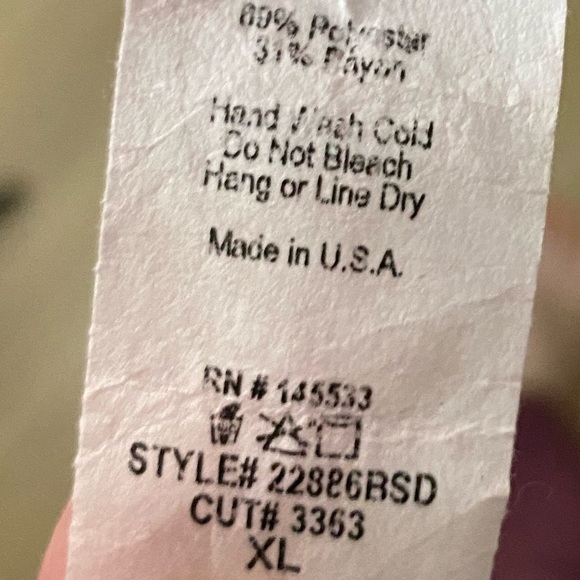 69% Polyester
31% Rayon
Hand Wash Cold
Do Not Bleach
Hang or Line Dry
Made in U.S.A.
RN # 145533
STYLE# 22886BSD
CUT# 3363
XL